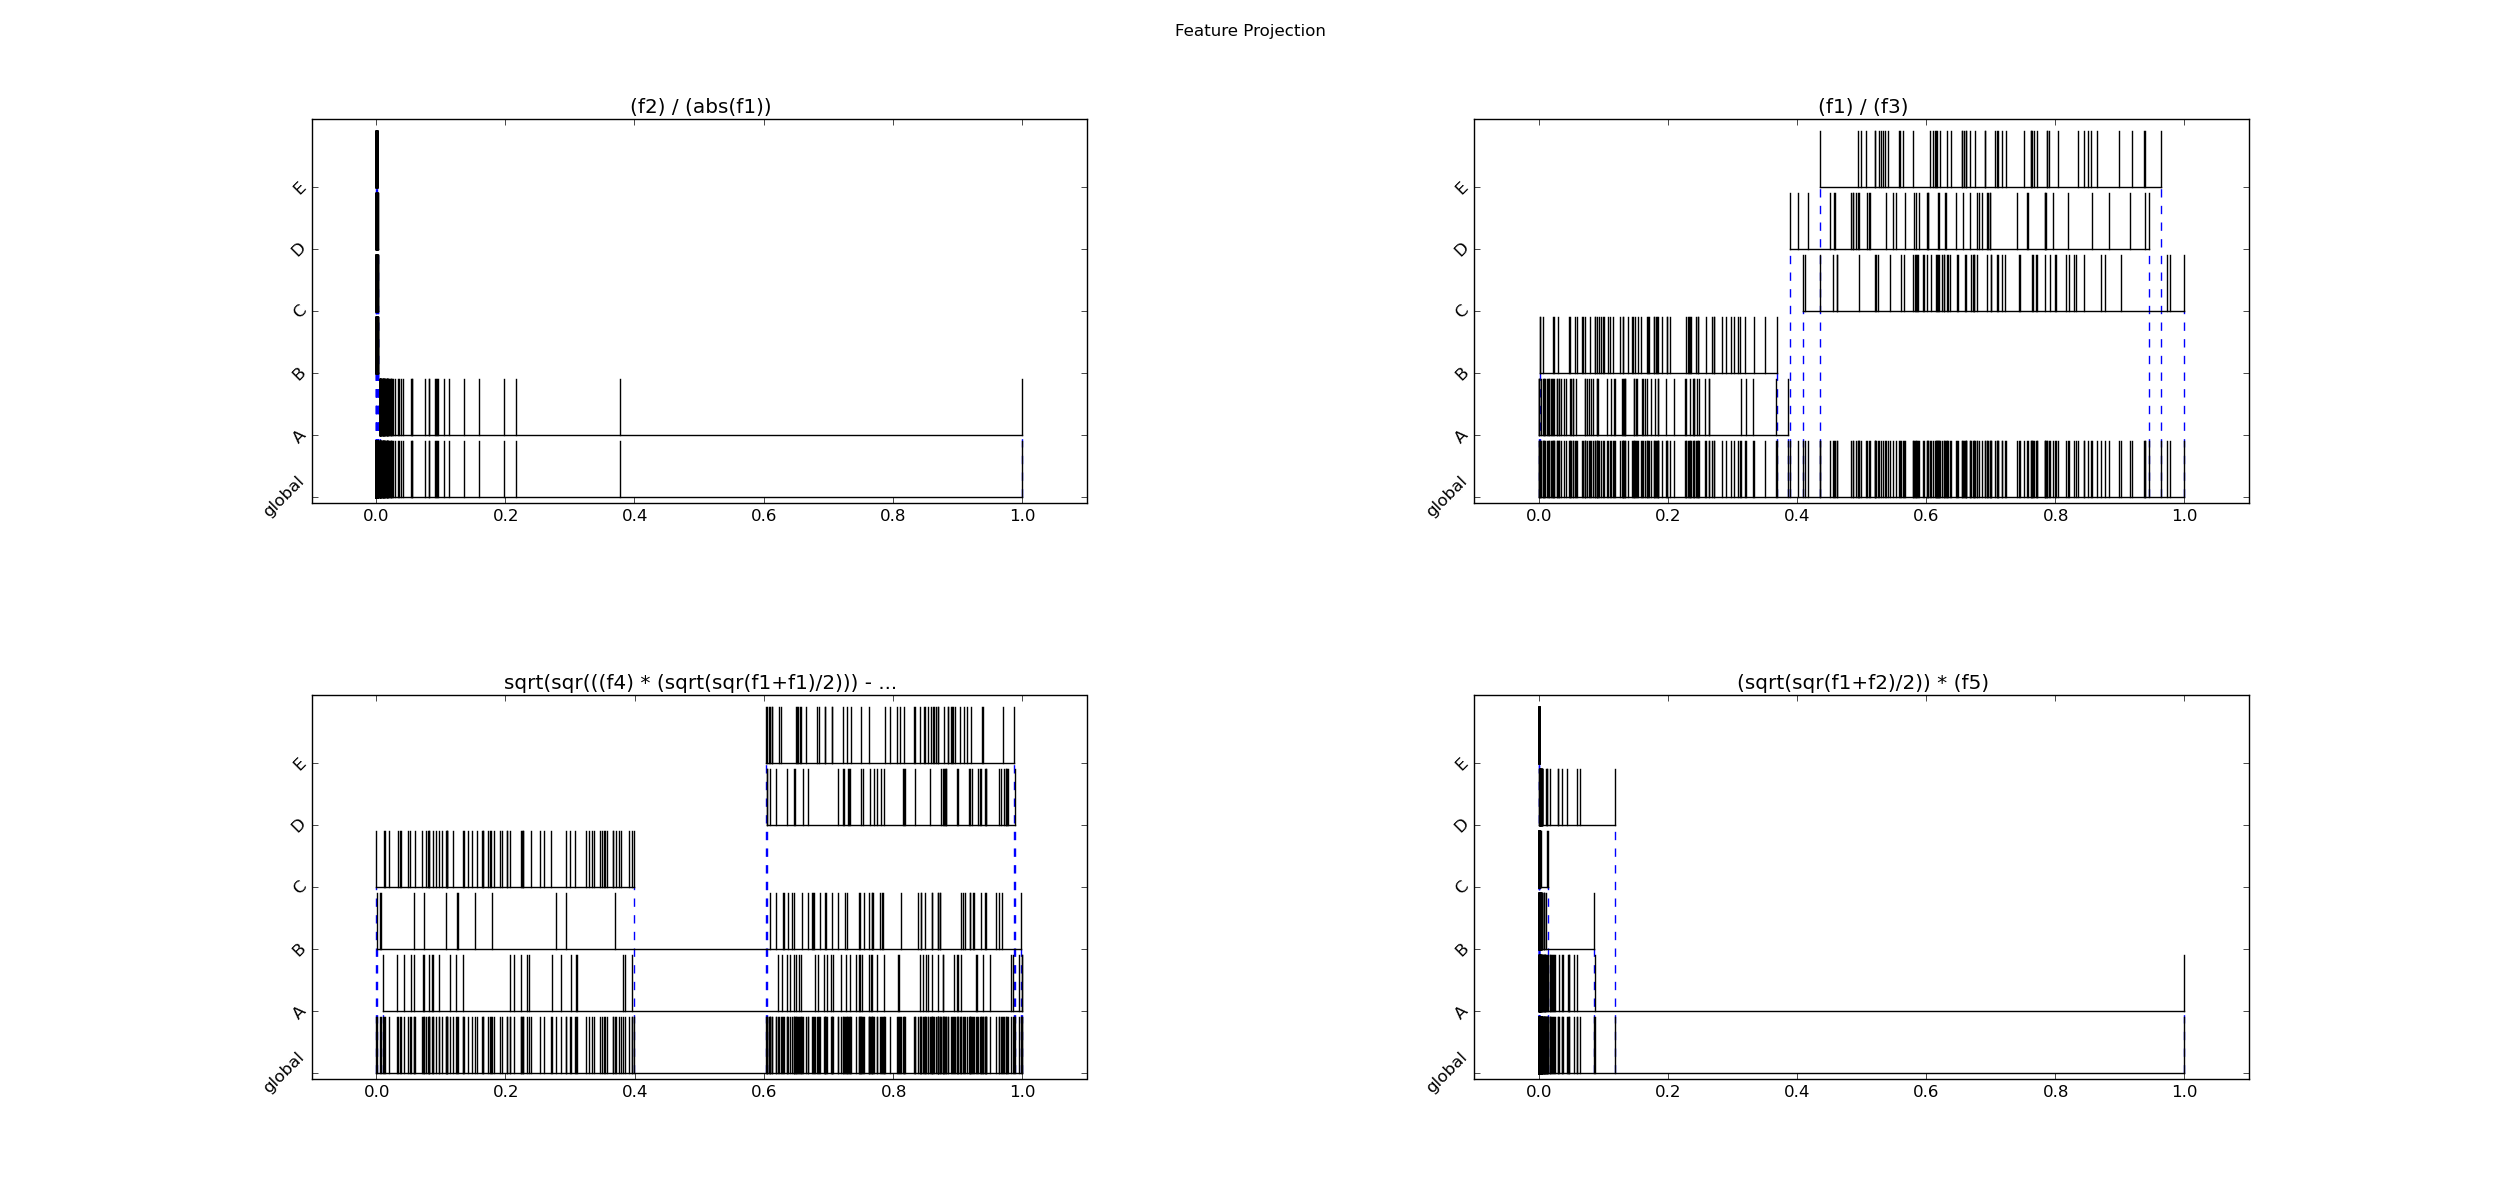 Feature Projection
(f2) / (abs(f1))
E
D
C
B
A
global
0.0 0.2 0.4 0.6 0.8 1.0
(f1) / (f3)
E
D
C
B
A
global
0.0 0.2 0.4 0.6 0.8 1.0
sqrt(sqr(((f4) * (sqrt(sqr(f1+f1)/2))) - ...
E
D
C
B
A
global
0.0 0.2 0.4 0.6 0.8 1.0
(sqrt(sqr(f1+f2)/2)) * (f5)
E
D
C
B
A
global
0.0 0.2 0.4 0.6 0.8 1.0